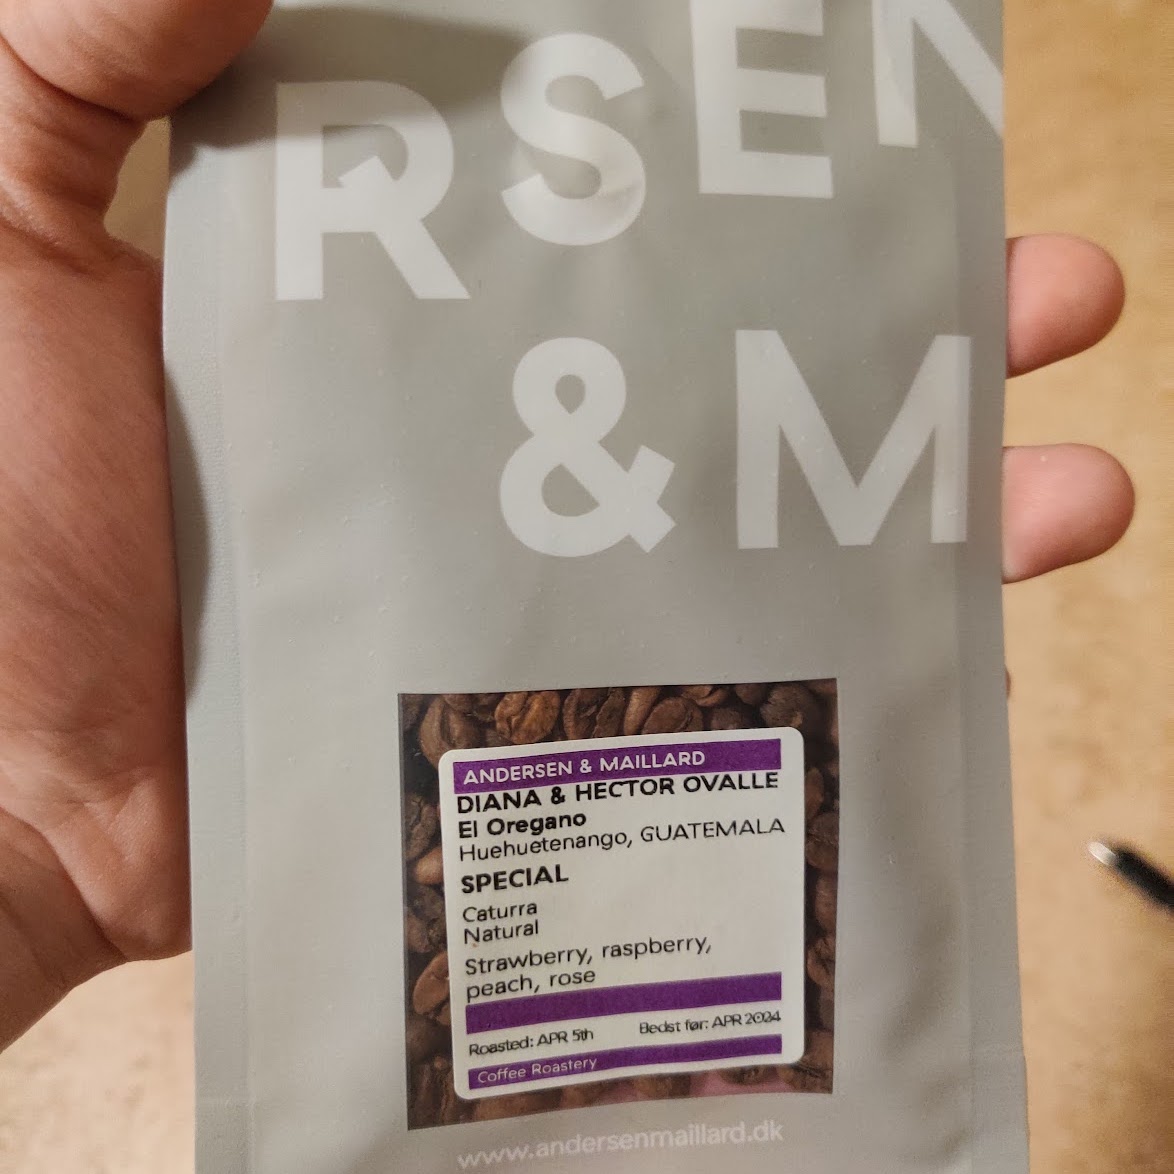 RSEN
& M
ANDERSEN & MAILLARD
DIANA & HECTOR OVALLE
El Oregano
Huehuetenango, GUATEMALA
SPECIAL
Caturra
Natural
Strawberry, raspberry,
peach, rose
Roasted: APR 5th Bedst før: APR 2024
Coffee Roastery
www.andersenmaillard.dk